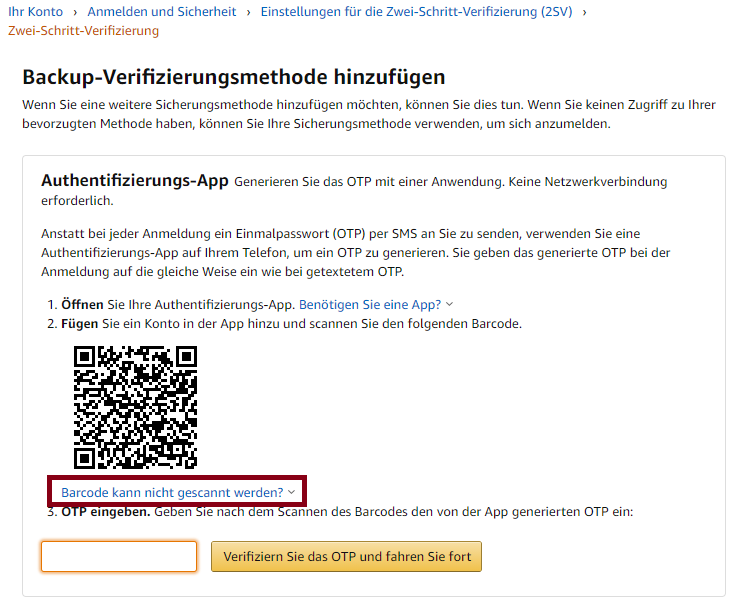 Ihr Konto › Anmelden und Sicherheit › Einstellungen für die Zwei-Schritt-Verifizierung (2SV) ›
Zwei-Schritt-Verifizierung
Backup-Verifizierungsmethode hinzufügen
Wenn Sie eine weitere Sicherungsmethode hinzufügen möchten, können Sie dies tun. Wenn Sie keinen Zugriff zu Ihrer
bevorzugten Methode haben, können Sie Ihre Sicherungsmethode verwenden, um sich anzumelden.
Authentifizierungs-App Generieren Sie das OTP mit einer Anwendung. Keine Netzwerkverbindung
erforderlich.
Anstatt bei jeder Anmeldung ein Einmalpasswort (OTP) per SMS an Sie zu senden, verwenden Sie eine
Authentifizierungs-App auf Ihrem Telefon, um ein OTP zu generieren. Sie geben das generierte OTP bei der
Anmeldung auf die gleiche Weise ein wie bei getextetem OTP.
1. Öffnen Sie Ihre Authentifizierungs-App. Benötigen Sie eine App?
2. Fügen Sie ein Konto in der App hinzu und scannen Sie den folgenden Barcode.
Barcode kann nicht gescannt werden?
3. OTP eingeben. Geben Sie nach dem Scannen des Barcodes den von der App generierten OTP ein:
Verifiziern Sie das OTP und fahren Sie fort